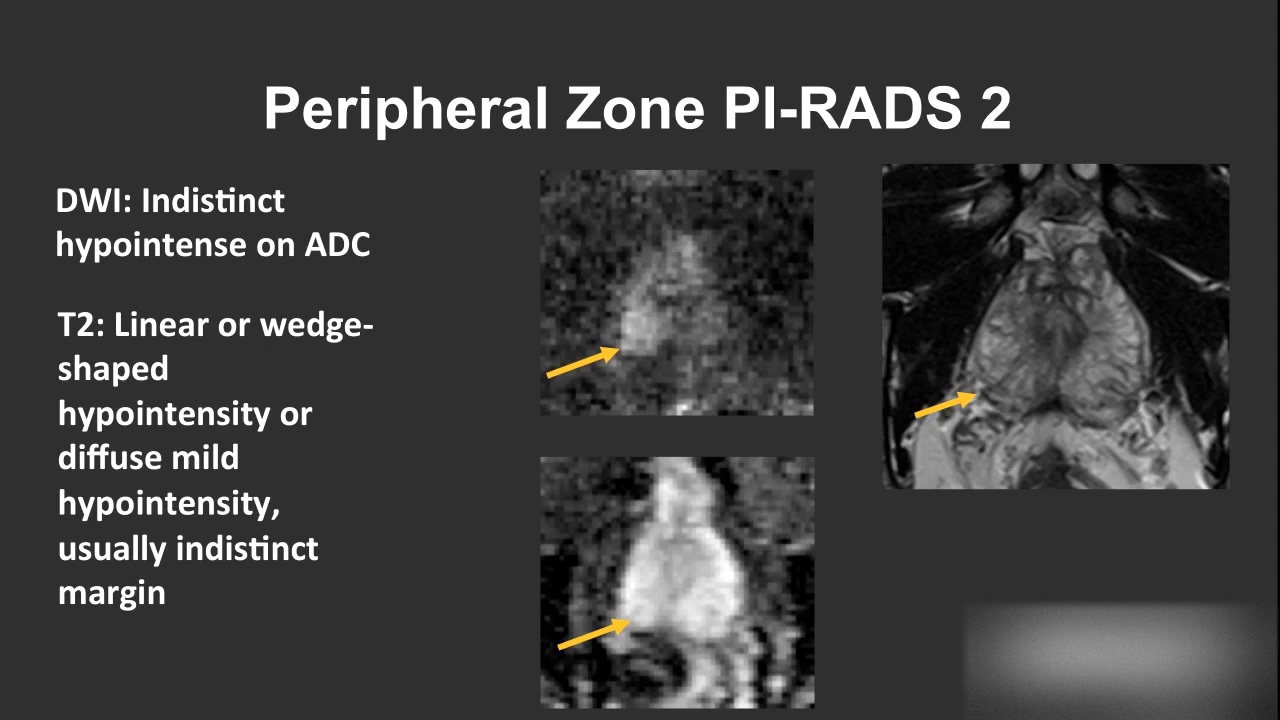 Peripheral Zone PI-RADS 2
DWI: Indistinct
hypointense on ADC
T2: Linear or wedge-
shaped
hypointensity or
diffuse mild
hypointensity,
usually indistinct
margin